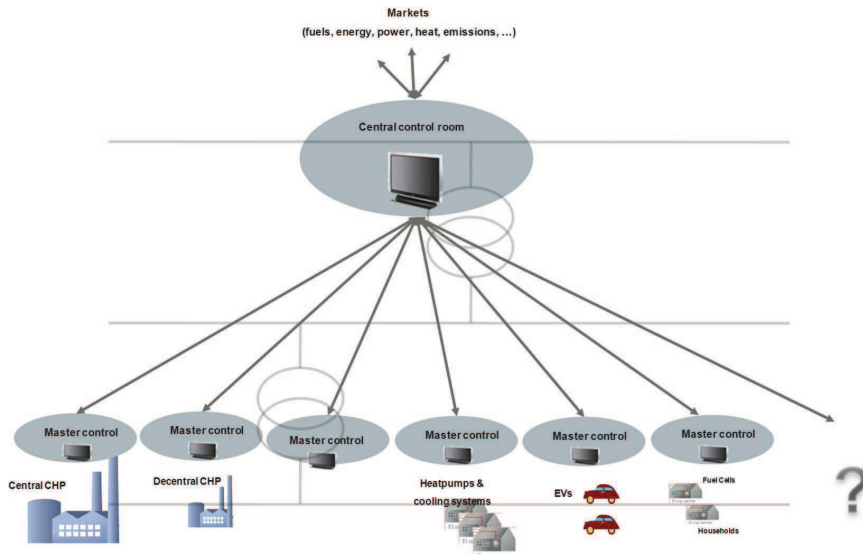 Markets
(fuels, energy, power, heat, emissions, ...)
Central control room
Master control
Master control
Master control
Master control
Master control
Master control
Central CHP
Decentral CHP
Heatpumps &
cooling systems
EVs
Fuel Cells
Households
?